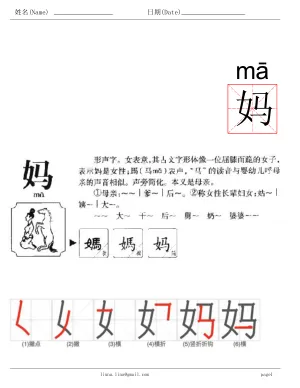 姓名(Name) ________________ 日期(Date)________________
mā
妈
妈
mā
形声字。女表意,其古文字形体像一位屈膝而跪的女子,
表示妈是女性;馬(马mǎ)表声,“马”的读音与婴幼儿呼母
亲的声音相似。声旁简化。本义是母亲。
①母亲:~~|爹~|后~。②称女性长辈妇女:姑~|
姨~|大~。
~~ 大~ 干~ 后~ 舅~ 奶~ 婆婆~~
媽 媽 妈
(1)撇点 (2)撇 (3)横 (4)横折 (5)竖折折钩 (6)横
liuna.line@gmail.com page4